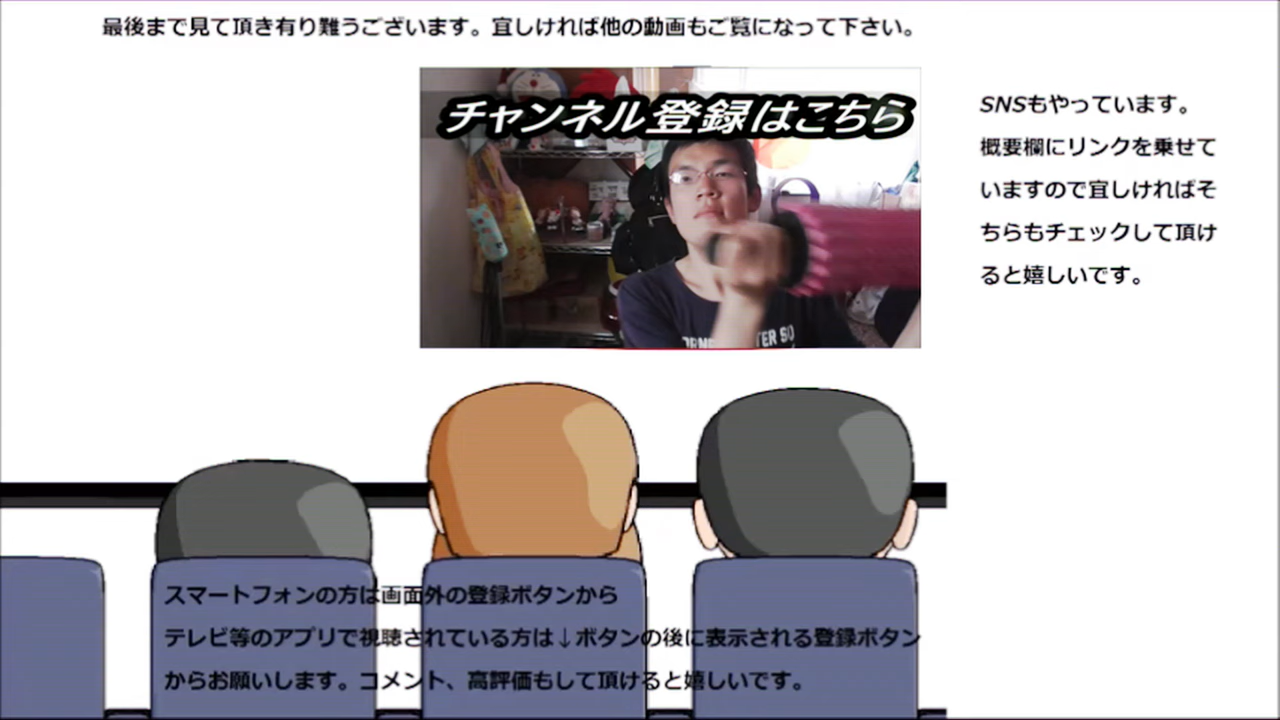 最後まで見て頂き有り難うございます。宜しければ他の動画もご覧になって下さい。
チャンネル登録はこちら
SNSもやっています。
概要欄にリンクを乗せて
いますので宜しければそ
ちらもチェックして頂け
ると嬉しいです。
スマートフォンの方は画面外の登録ボタンから
テレビ等のアプリで視聴されている方は↓ボタンの後に表示される登録ボタン
からお願いします。コメント、高評価もして頂けると嬉しいです。